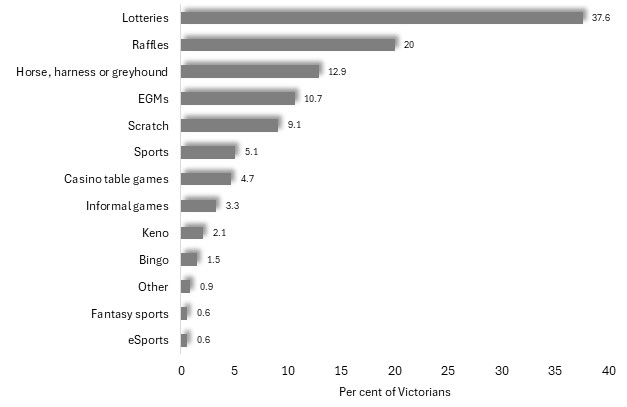 Lotteries 37.6
Raffles 20
Horse, harness or greyhound 12.9
EGMs 10.7
Scratch 9.1
Sports 5.1
Casino table games 4.7
Informal games 3.3
Keno 2.1
Bingo 1.5
Other 0.9
Fantasy sports 0.6
eSports 0.6
0 5 10 15 20 25 30 35 40
Per cent of Victorians